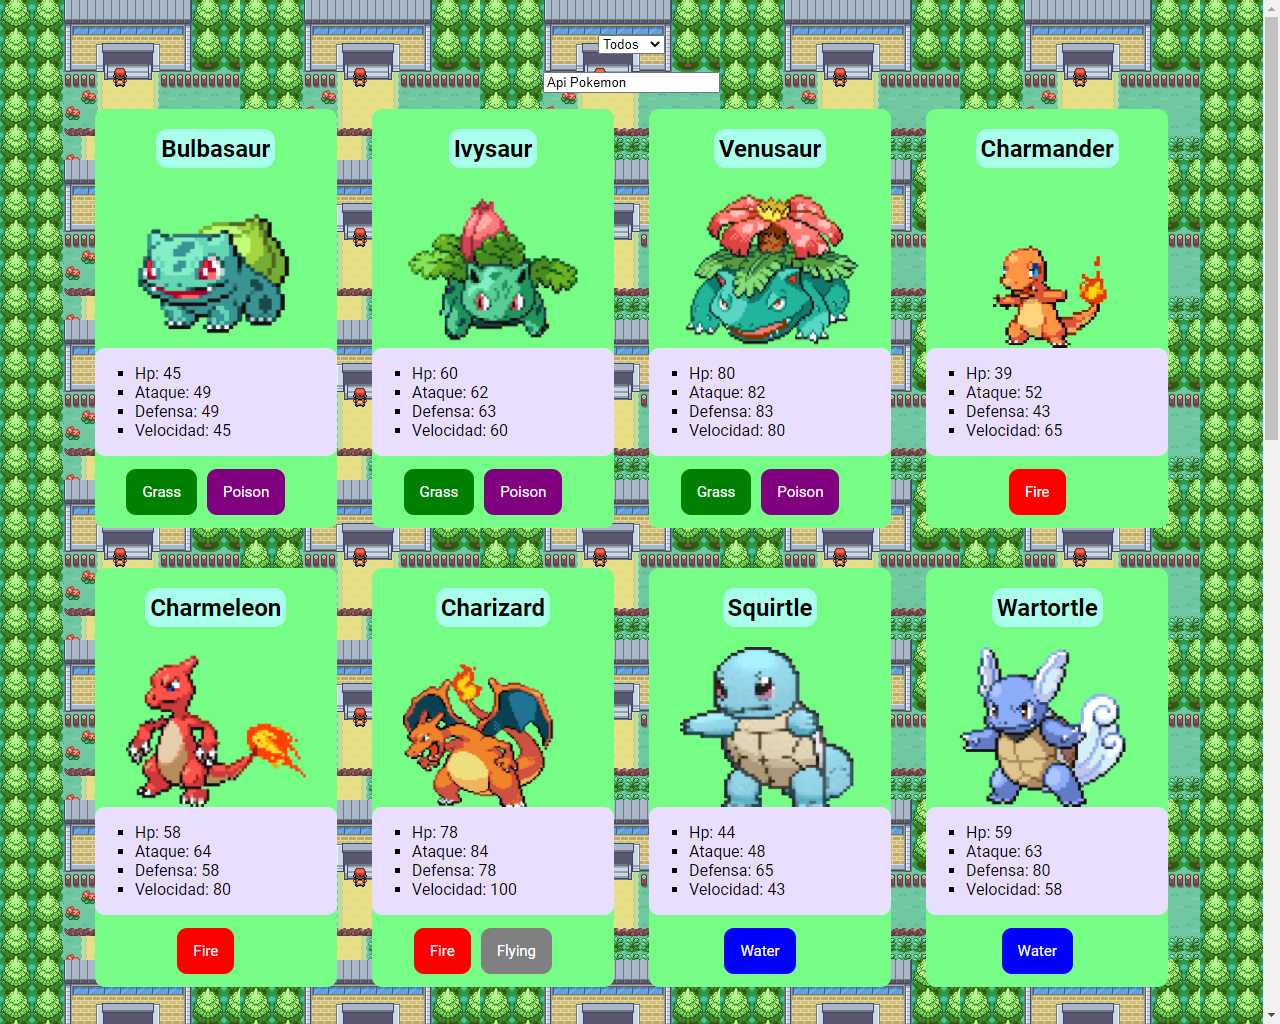 Todos
Api Pokemon
Bulbasaur
Hp: 45
Ataque: 49
Defensa: 49
Velocidad: 45
Grass
Poison
Ivysaur
Hp: 60
Ataque: 62
Defensa: 63
Velocidad: 60
Grass
Poison
Venusaur
Hp: 80
Ataque: 82
Defensa: 83
Velocidad: 80
Grass
Poison
Charmander
Hp: 39
Ataque: 52
Defensa: 43
Velocidad: 65
Fire
Charmeleon
Hp: 58
Ataque: 64
Defensa: 58
Velocidad: 80
Fire
Charizard
Hp: 78
Ataque: 84
Defensa: 78
Velocidad: 100
Fire
Flying
Squirtle
Hp: 44
Ataque: 48
Defensa: 65
Velocidad: 43
Water
Wartortle
Hp: 59
Ataque: 63
Defensa: 80
Velocidad: 58
Water